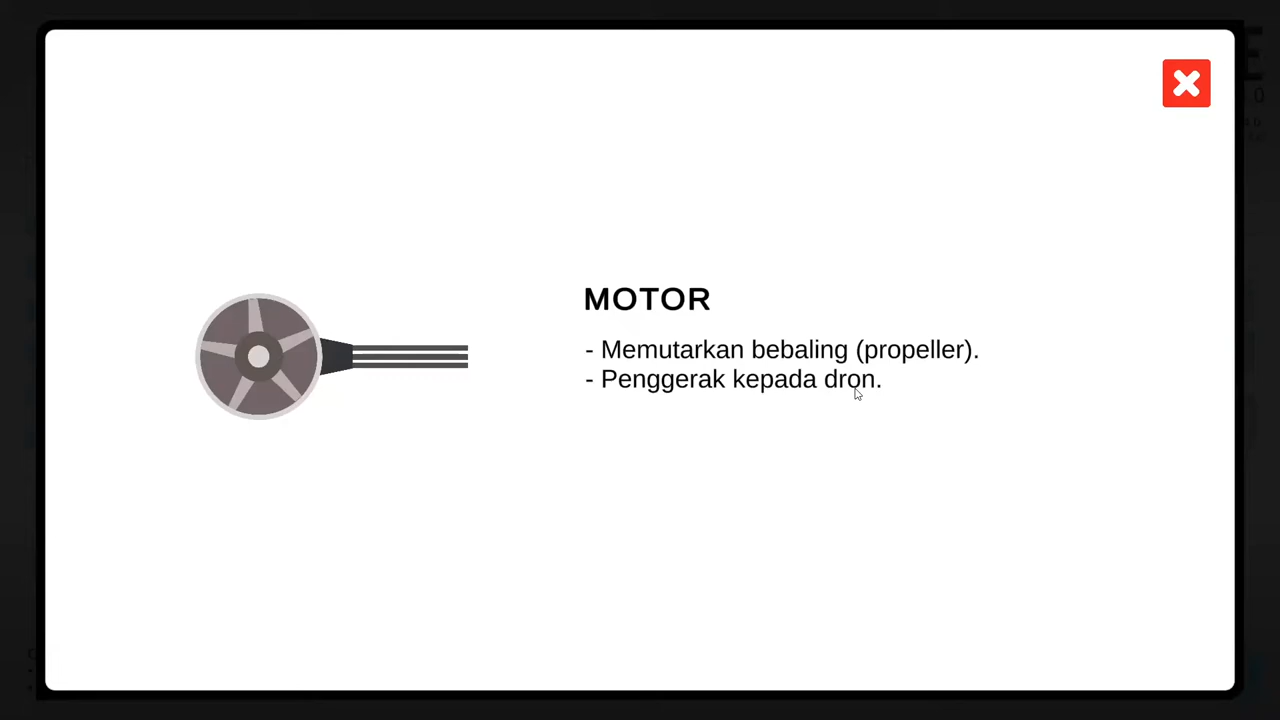 MOTOR
- Memutarkan bebaling (propeller).
- Penggerak kepada dron.